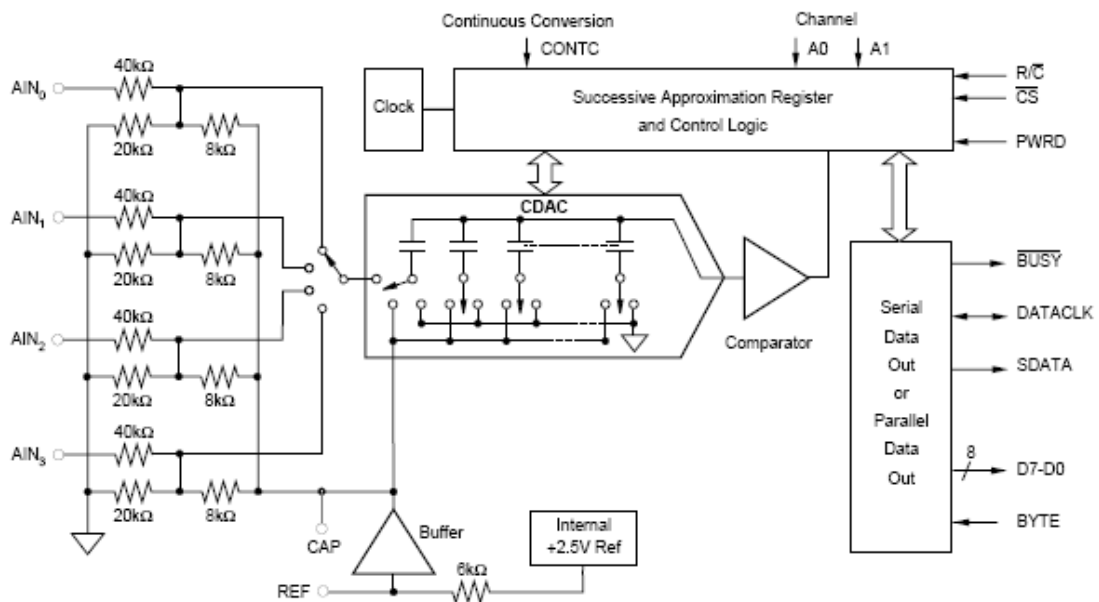 Continuous Conversion
CONTC
Channel
A0
A1
R/C̅
C̅S̅
PWRD
Clock
Successive Approximation Register
and Control Logic
AIN₀
40kΩ
20kΩ
8kΩ
AIN₁
40kΩ
20kΩ
8kΩ
AIN₂
40kΩ
20kΩ
8kΩ
AIN₃
40kΩ
20kΩ
8kΩ
CDAC
Comparator
Serial
Data
Out
or
Parallel
Data
Out
B̅U̅S̅Y̅
DATACLK
SDATA
8
D7-D0
BYTE
CAP
Buffer
Internal
+2.5V Ref
6kΩ
REF